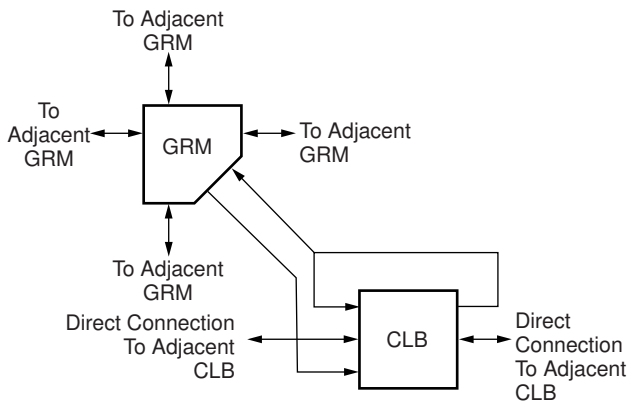 To Adjacent
GRM
To
Adjacent
GRM
GRM
To Adjacent
GRM
To Adjacent
GRM
Direct Connection
To Adjacent
CLB
CLB
Direct
Connection
To Adjacent
CLB